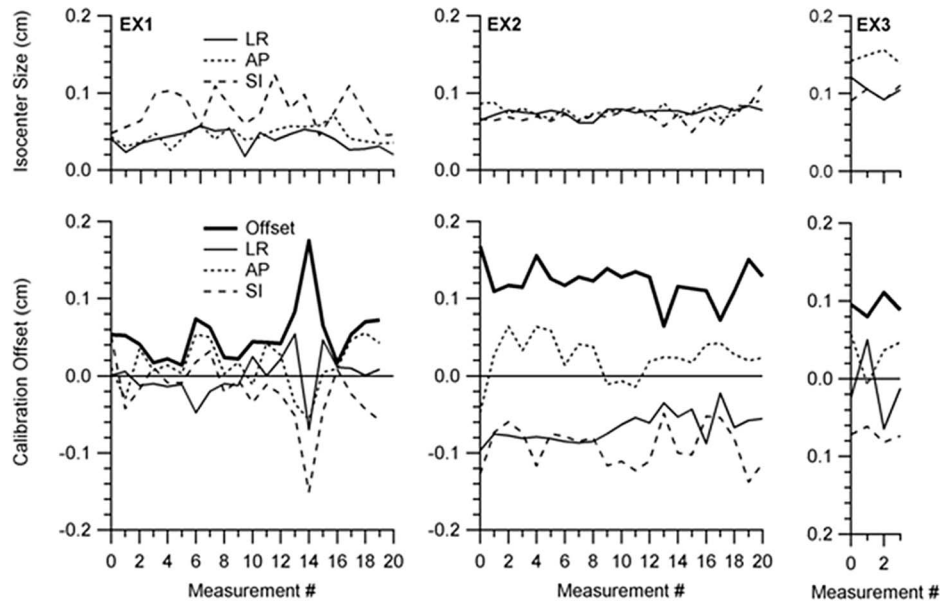 EX1
EX2
EX3
Isocenter Size (cm)
0.2
0.1
0.0
LR
AP
SI
0.2
0.1
0.0
0.2
0.1
0.0
Calibration Offset (cm)
0.2
0.1
0.0
-0.1
-0.2
Offset
LR
AP
SI
0 2 4 6 8 10 12 14 16 18 20
Measurement #
0.2
0.1
0.0
-0.1
-0.2
0 2 4 6 8 10 12 14 16 18 20
Measurement #
0.2
0.1
0.0
0.1
0.2
0 2
Measurement #